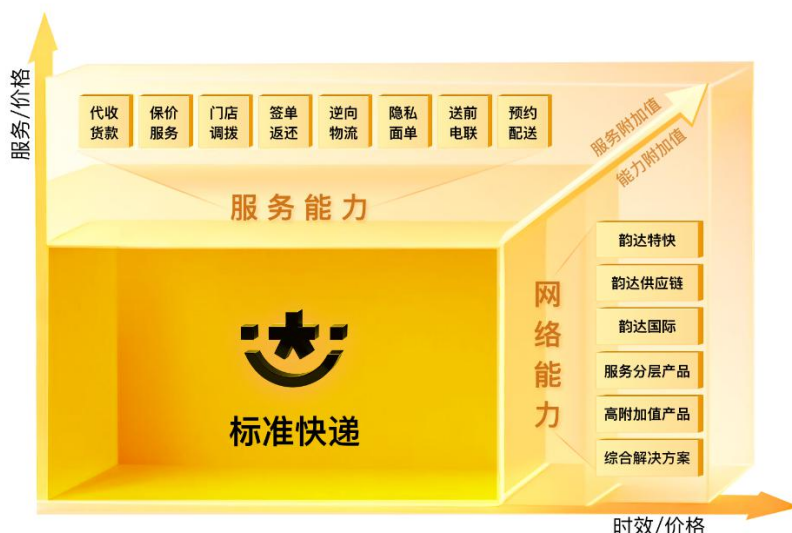 服务/价格
代收
货款
保价
服务
门店
调拨
签单
返还
逆向
物流
隐私
面单
送前
电联
预约
配送
服务附加值
能力附加值
服务能力
网络能力
韵达特快
韵达供应链
韵达国际
服务分层产品
高附加值产品
综合解决方案
标准快递
时效/价格